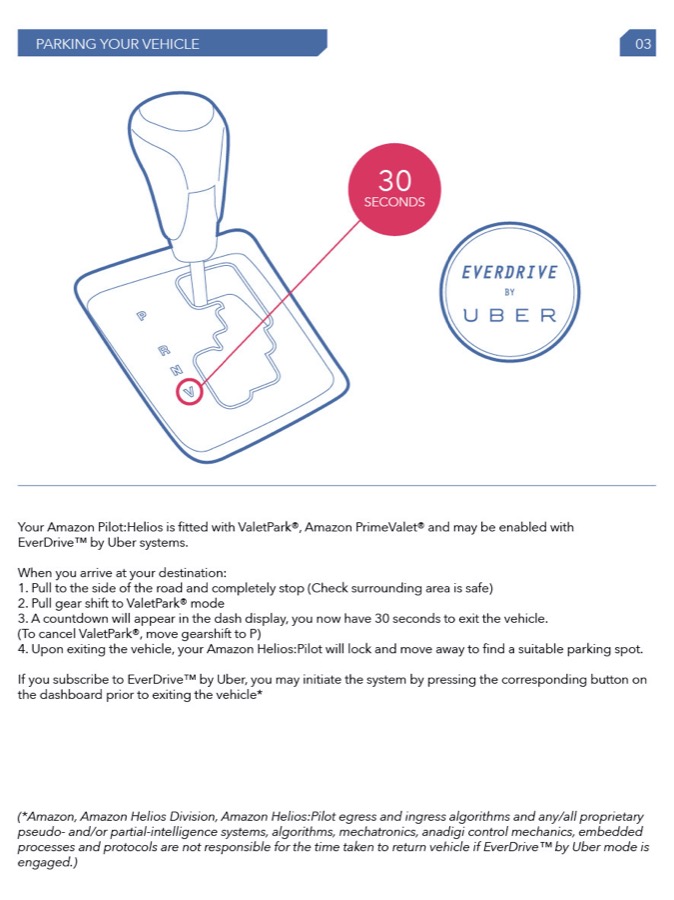 PARKING YOUR VEHICLE
03
30
SECONDS
EVERDRIVE
BY
UBER
P
R
N
V
Your Amazon Pilot:Helios is fitted with ValetPark®, Amazon PrimeValet® and may be enabled with
EverDrive™ by Uber systems.
When you arrive at your destination:
1. Pull to the side of the road and completely stop (Check surrounding area is safe)
2. Pull gear shift to ValetPark® mode
3. A countdown will appear in the dash display, you now have 30 seconds to exit the vehicle.
(To cancel ValetPark®, move gearshift to P)
4. Upon exiting the vehicle, your Amazon Helios:Pilot will lock and move away to find a suitable parking spot.
If you subscribe to EverDrive™ by Uber, you may initiate the system by pressing the corresponding button on
the dashboard prior to exiting the vehicle*
(*Amazon, Amazon Helios Division, Amazon Helios:Pilot egress and ingress algorithms and any/all proprietary
pseudo- and/or partial-intelligence systems, algorithms, mechatronics, anadigi control mechanics, embedded
processes and protocols are not responsible for the time taken to return vehicle if EverDrive™ by Uber mode is
engaged.)